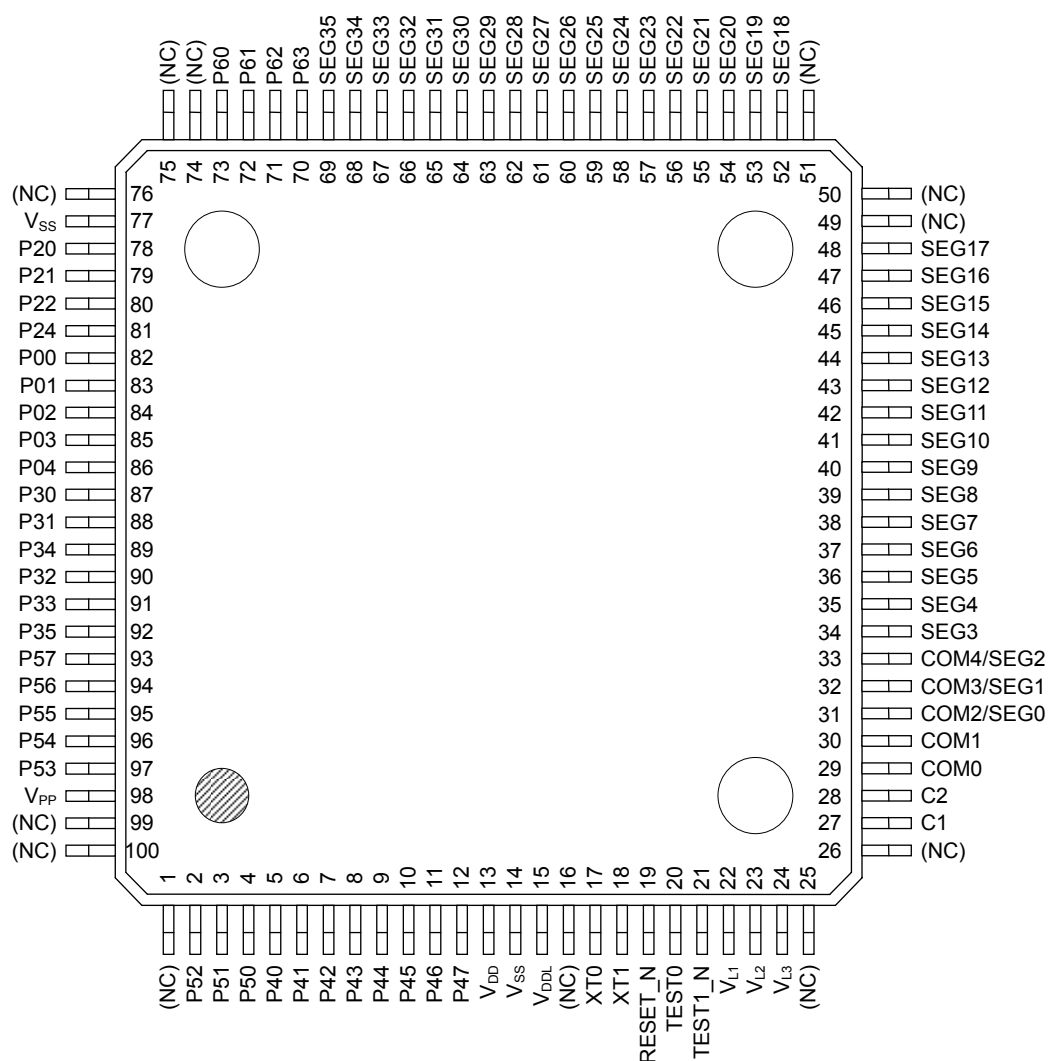 (NC)
(NC)
P60
P61
P62
P63
SEG35
SEG34
SEG33
SEG32
SEG31
SEG30
SEG29
SEG28
SEG27
SEG26
SEG25
SEG24
SEG23
SEG22
SEG21
SEG20
SEG19
SEG18
(NC)
75
74
73
72
71
70
69
68
67
66
65
64
63
62
61
60
59
58
57
56
55
54
53
52
51
(NC) 76
VSS 77
P20 78
P21 79
P22 80
P24 81
P00 82
P01 83
P02 84
P03 85
P04 86
P30 87
P31 88
P34 89
P32 90
P33 91
P35 92
P57 93
P56 94
P55 95
P54 96
P53 97
VPP 98
(NC) 99
(NC) 100
50 (NC)
49 (NC)
48 SEG17
47 SEG16
46 SEG15
45 SEG14
44 SEG13
43 SEG12
42 SEG11
41 SEG10
40 SEG9
39 SEG8
38 SEG7
37 SEG6
36 SEG5
35 SEG4
34 SEG3
33 COM4/SEG2
32 COM3/SEG1
31 COM2/SEG0
30 COM1
29 COM0
28 C2
27 C1
26 (NC)
1
2
3
4
5
6
7
8
9
10
11
12
13
14
15
16
17
18
19
20
21
22
23
24
25
(NC)
P52
P51
P50
P40
P41
P42
P43
P44
P45
P46
P47
VDD
VSS
VDDL
(NC)
XT0
XT1
RESET_N
TEST0
TEST1_N
VL1
VL2
VL3
(NC)